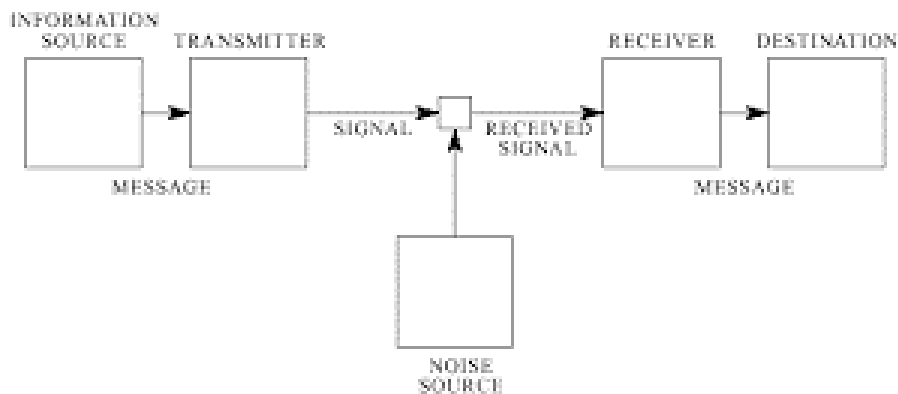 INFORMATION
SOURCE
TRANSMITTER
RECEIVER
DESTINATION
SIGNAL
RECEIVED
SIGNAL
MESSAGE
MESSAGE
NOISE
SOURCE